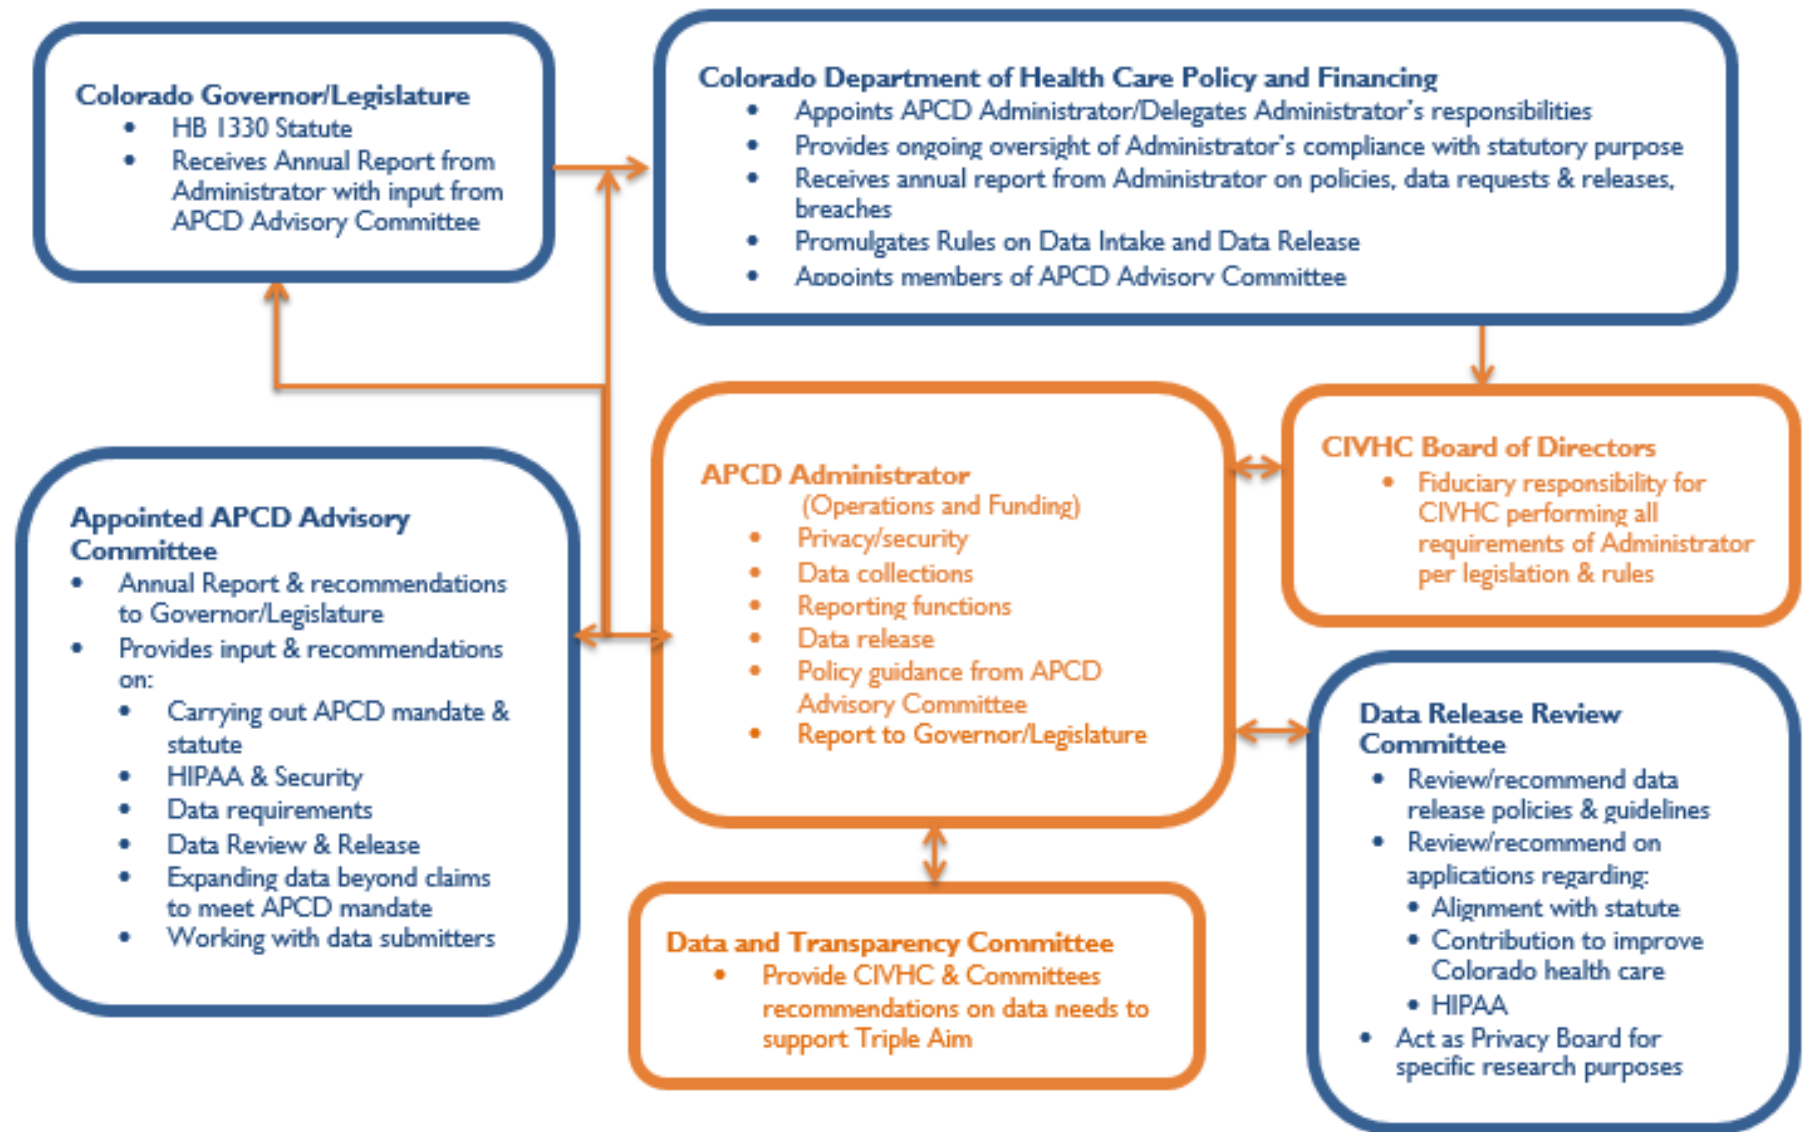 Colorado Governor/Legislature
• HB 1330 Statute
• Receives Annual Report from
Administrator with input from
APCD Advisory Committee
Colorado Department of Health Care Policy and Financing
• Appoints APCD Administrator/Delegates Administrator's responsibilities
• Provides ongoing oversight of Administrator's compliance with statutory purpose
• Receives annual report from Administrator on policies, data requests & releases,
breaches
• Promulgates Rules on Data Intake and Data Release
• Appoints members of APCD Advisory Committee
Appointed APCD Advisory
Committee
• Annual Report & recommendations
to Governor/Legislature
• Provides input & recommendations
on:
• Carrying out APCD mandate &
statute
• HIPAA & Security
• Data requirements
• Data Review & Release
• Expanding data beyond claims
to meet APCD mandate
• Working with data submitters
APCD Administrator
(Operations and Funding)
• Privacy/security
• Data collections
• Reporting functions
• Data release
• Policy guidance from APCD
Advisory Committee
• Report to Governor/Legislature
CIVHC Board of Directors
• Fiduciary responsibility for
CIVHC performing all
requirements of Administrator
per legislation & rules
Data and Transparency Committee
• Provide CIVHC & Committees
recommendations on data needs to
support Triple Aim
Data Release Review
Committee
• Review/recommend data
release policies & guidelines
• Review/recommend on
applications regarding:
• Alignment with statute
• Contribution to improve
Colorado health care
• HIPAA
• Act as Privacy Board for
specific research purposes